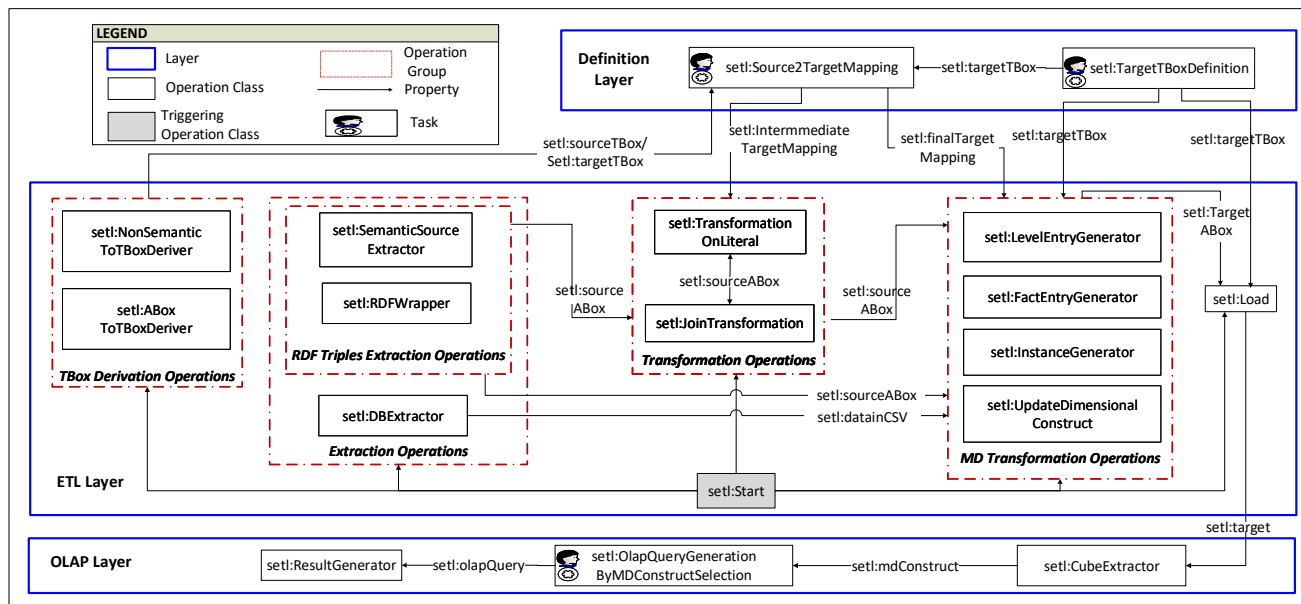 LEGEND
Layer
Operation Class
Triggering
Operation Class
Operation
Group
Property
Task
Definition
Layer
setl:Source2TargetMapping
setl:targetTBox
setl:TargetTBoxDefinition
setl:sourceTBox/
Setl:targetTBox
setl:Intermmediate
TargetMapping
setl:finalTarget
Mapping
setl:targetTBox
setl:targetTBox
setl:NonSemantic
ToTBoxDeriver
setl:ABox
ToTBoxDeriver
TBox Derivation Operations
setl:SemanticSource
Extractor
setl:RDFWrapper
RDF Triples Extraction Operations
setl:DBExtractor
Extraction Operations
setl:source
ABox
setl:Transformation
OnLiteral
setl:sourceABox
setl:JoinTransformation
Transformation Operations
setl:source
ABox
setl:sourceABox
setl:datainCSV
setl:LevelEntryGenerator
setl:FactEntryGenerator
setl:InstanceGenerator
setl:UpdateDimensional
Construct
MD Transformation Operations
setl:Target
ABox
setl:Load
ETL Layer
setl:Start
setl:target
OLAP Layer
setl:ResultGenerator
setl:olapQuery
setl:OlapQueryGeneration
ByMDConstructSelection
setl:mdConstruct
setl:CubeExtractor